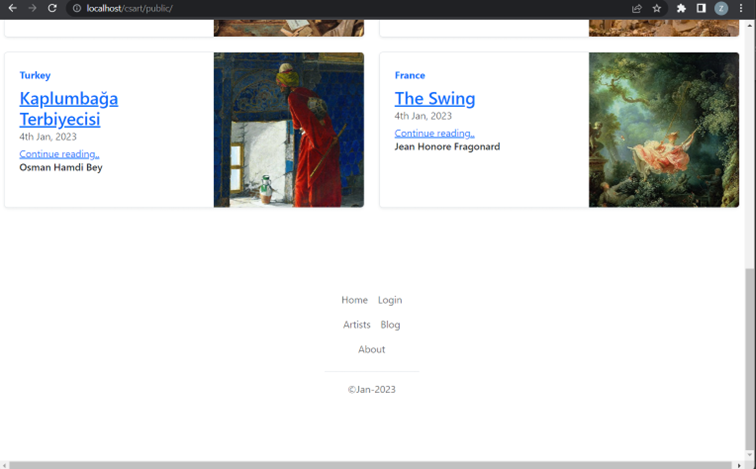 localhost/csart/public/
Z
Turkey
Kaplumbağa
Terbiyecisi
4th Jan, 2023
Continue reading..
Osman Hamdi Bey
France
The Swing
4th Jan, 2023
Continue reading..
Jean Honore Fragonard
Home Login
Artists Blog
About
©Jan-2023